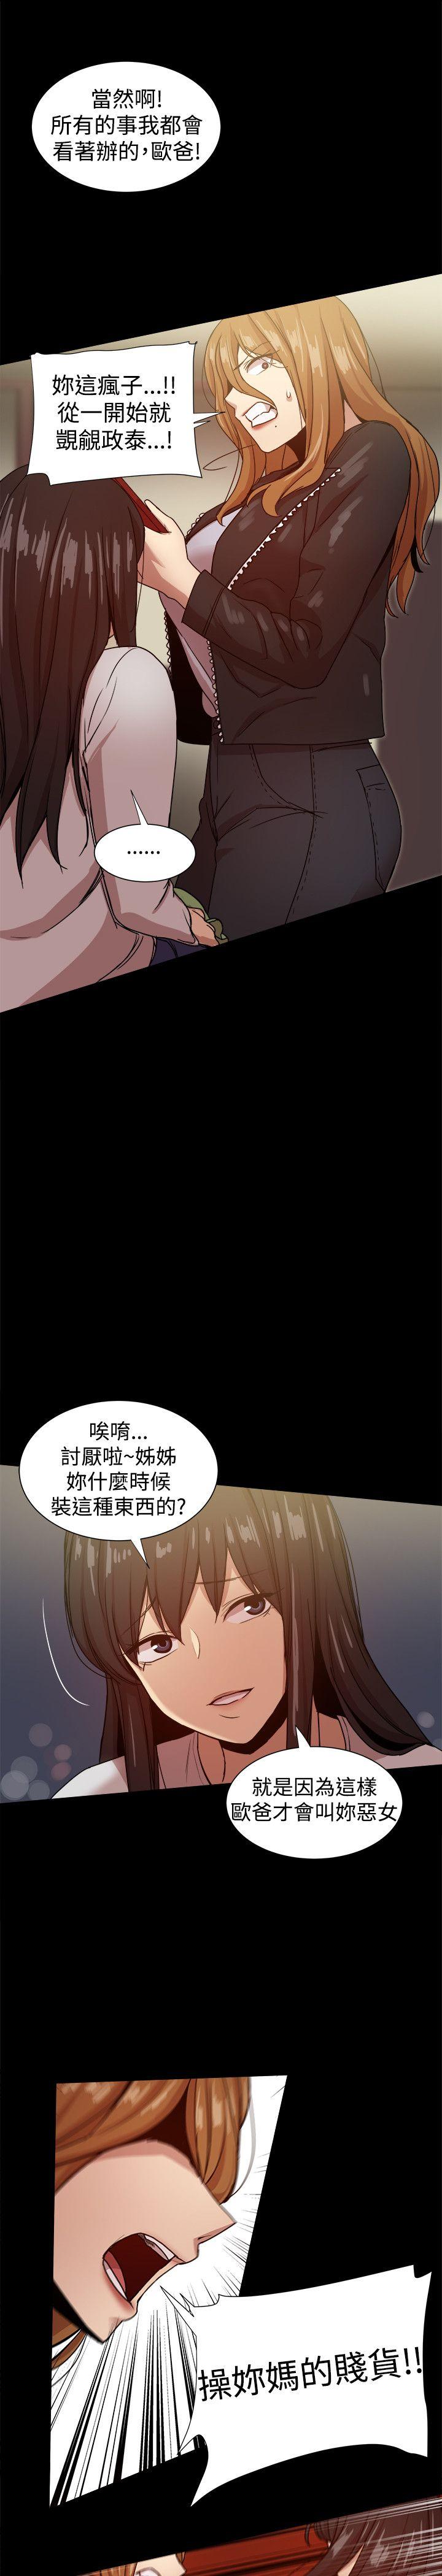 當然啊!
所有的事我都會
看著辦的,歐爸!
妳這瘋子...!!
從一開始就
覬覦政泰...!
......
唉唷...
討厭啦~姊姊
妳什麼時候
裝這種東西的?
就是因為這樣
歐爸才會叫妳惡女
操妳媽的賤貨!!